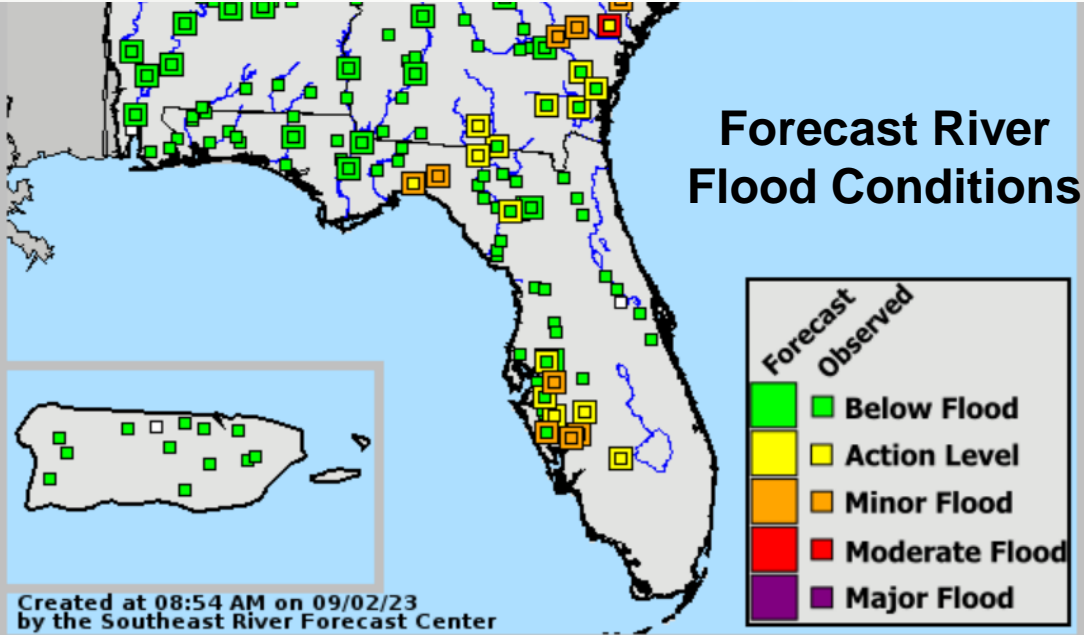 Forecast River
Flood Conditions
Forecast
Observed
Below Flood
Action Level
Minor Flood
Moderate Flood
Major Flood
Created at 08:54 AM on 09/02/23
by the Southeast River Forecast Center